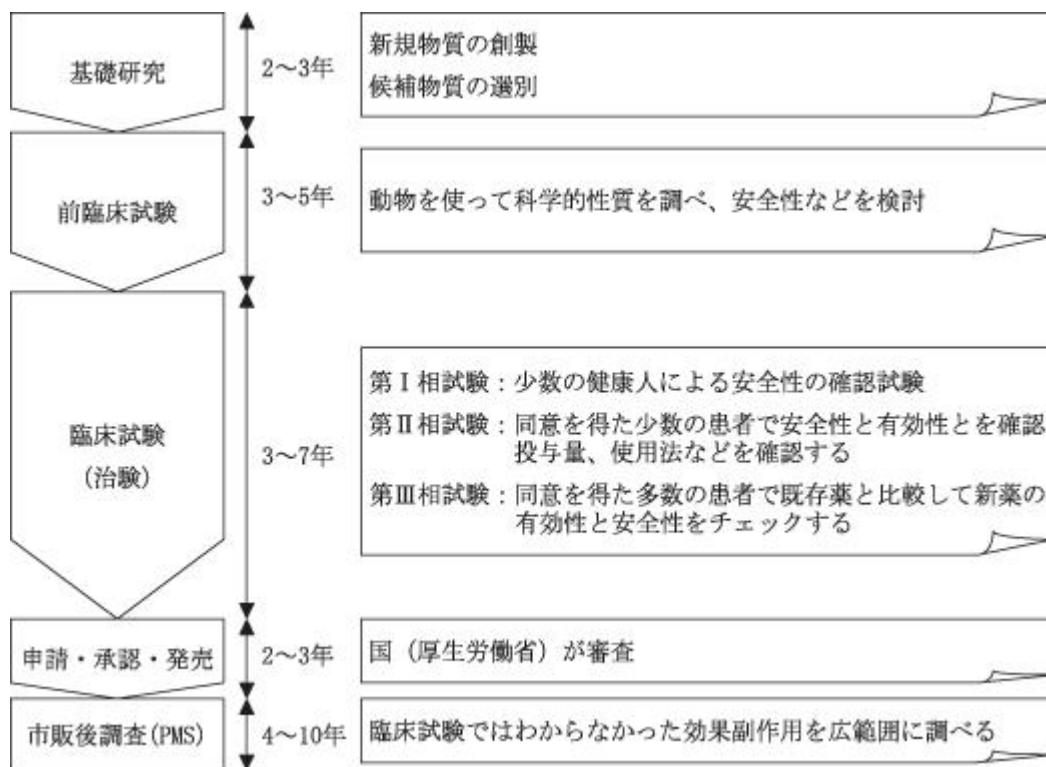 基礎研究
2〜3年
新規物質の創製
候補物質の選別
前臨床試験
3〜5年
動物を使って科学的性質を調べ、安全性などを検討
臨床試験
(治験)
3〜7年
第Ⅰ相試験：少数の健康人による安全性の確認試験
第Ⅱ相試験：同意を得た少数の患者で安全性と有効性とを確認
投与量、使用法などを確認する
第Ⅲ相試験：同意を得た多数の患者で既存薬と比較して新薬の
有効性と安全性をチェックする
申請・承認・発売
2〜3年
国（厚生労働省）が審査
市販後調査(PMS)
4〜10年
臨床試験ではわからなかった効果副作用を広範囲に調べる